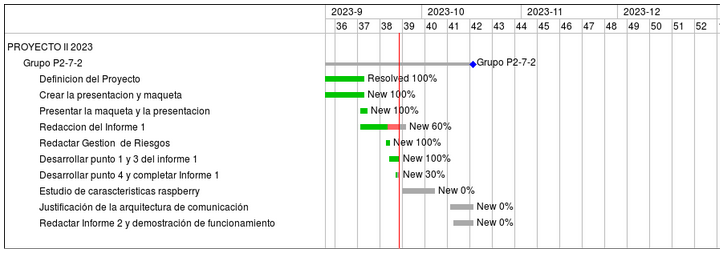 2023-9 2023-10 2023-11 2023-12
36 37 38 39 40 41 42 43 44 45 46 47 48 49 50 51 52
PROYECTO II 2023
Grupo P2-7-2 Grupo P2-7-2
Definicion del Proyecto Resolved 100%
Crear la presentacion y maqueta New 100%
Presentar la maqueta y la presentacion New 100%
Redaccion del Informe 1 New 60%
Redactar Gestion de Riesgos New 100%
Desarrollar punto 1 y 3 del informe 1 New 100%
Desarrollar punto 4 y completar Informe 1 New 30%
Estudio de carascteristicas raspberry New 0%
Justificación de la arquitectura de comunicación New 0%
Redactar Informe 2 y demostración de funcionamiento New 0%